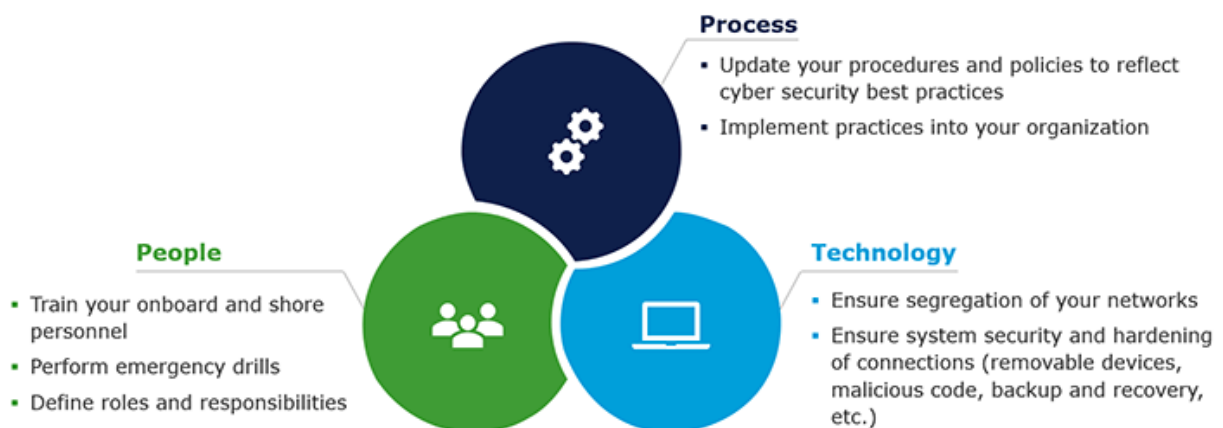 Process
▪ Update your procedures and policies to reflect
cyber security best practices
▪ Implement practices into your organization
People
▪ Train your onboard and shore
personnel
▪ Perform emergency drills
▪ Define roles and responsibilities
Technology
▪ Ensure segregation of your networks
▪ Ensure system security and hardening
of connections (removable devices,
malicious code, backup and recovery,
etc.)